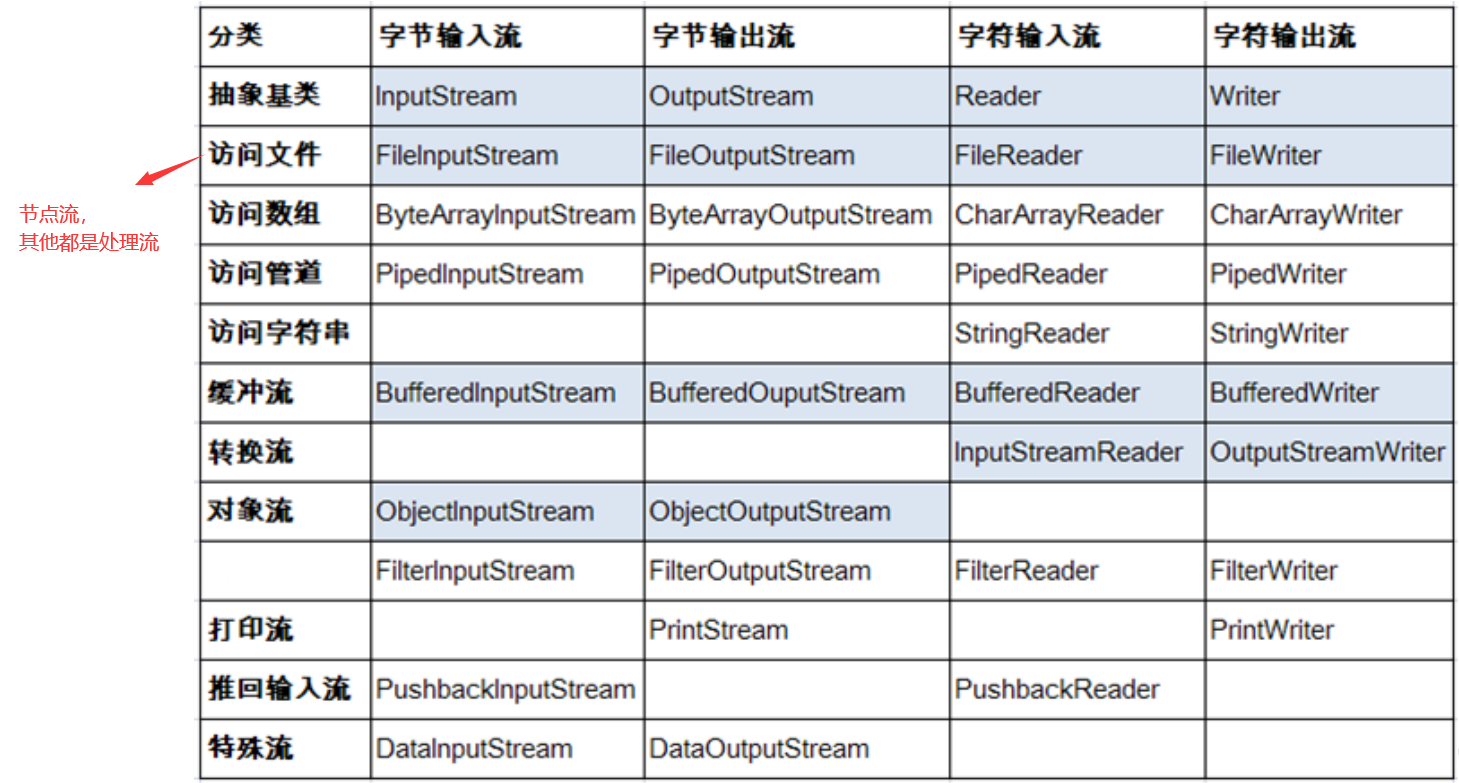 分类 字节输入流 字节输出流 字符输入流 字符输出流
抽象基类 InputStream OutputStream Reader Writer
访问文件 FileInputStream FileOutputStream FileReader FileWriter
节点流，
其他都是处理流
访问数组 ByteArrayInputStream ByteArrayOutputStream CharArrayReader CharArrayWriter
访问管道 PipedInputStream PipedOutputStream PipedReader PipedWriter
访问字符串 StringReader StringWriter
缓冲流 BufferedInputStream BufferedOuputStream BufferedReader BufferedWriter
转换流 InputStreamReader OutputStreamWriter
对象流 ObjectInputStream ObjectOutputStream
FilterInputStream FilterOutputStream FilterReader FilterWriter
打印流 PrintStream PrintWriter
推回输入流 PushbackInputStream PushbackReader
特殊流 DataInputStream DataOutputStream